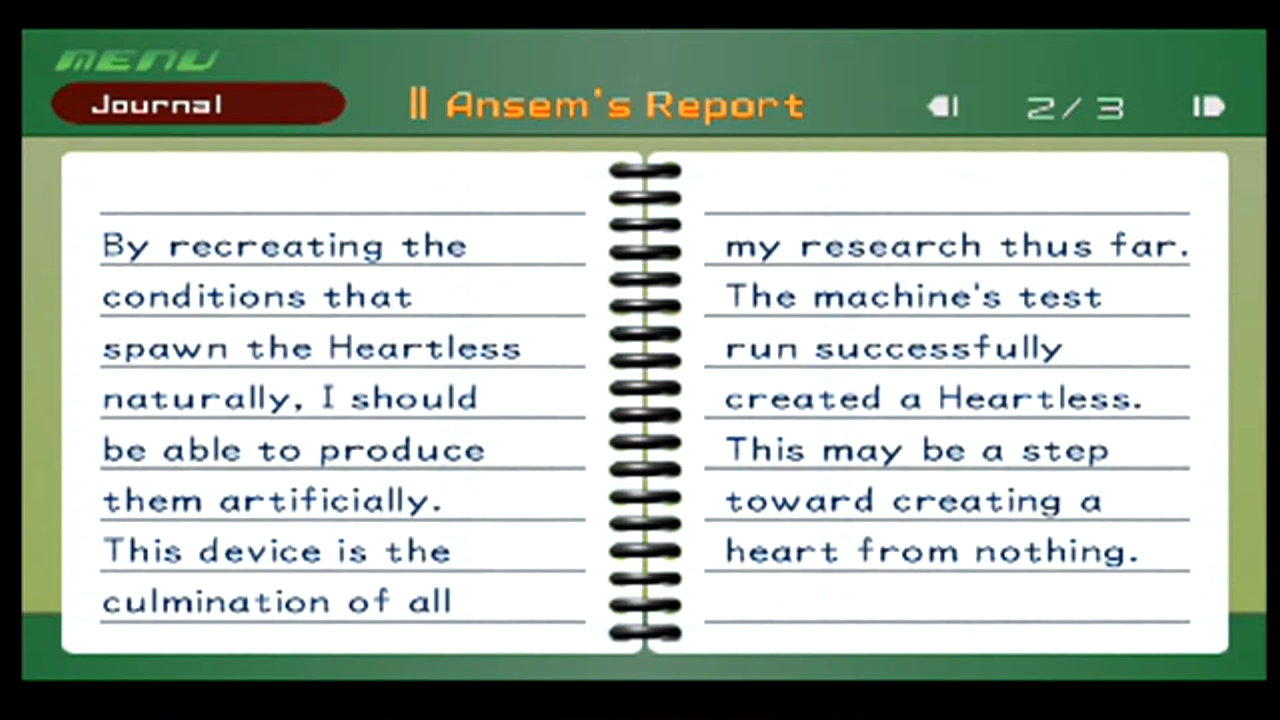 MENU
Journal
Ansem's Report
2/3
By recreating the
conditions that
spawn the Heartless
naturally, I should
be able to produce
them artificially.
This device is the
culmination of all
my research thus far.
The machine's test
run successfully
created a Heartless.
This may be a step
toward creating a
heart from nothing.